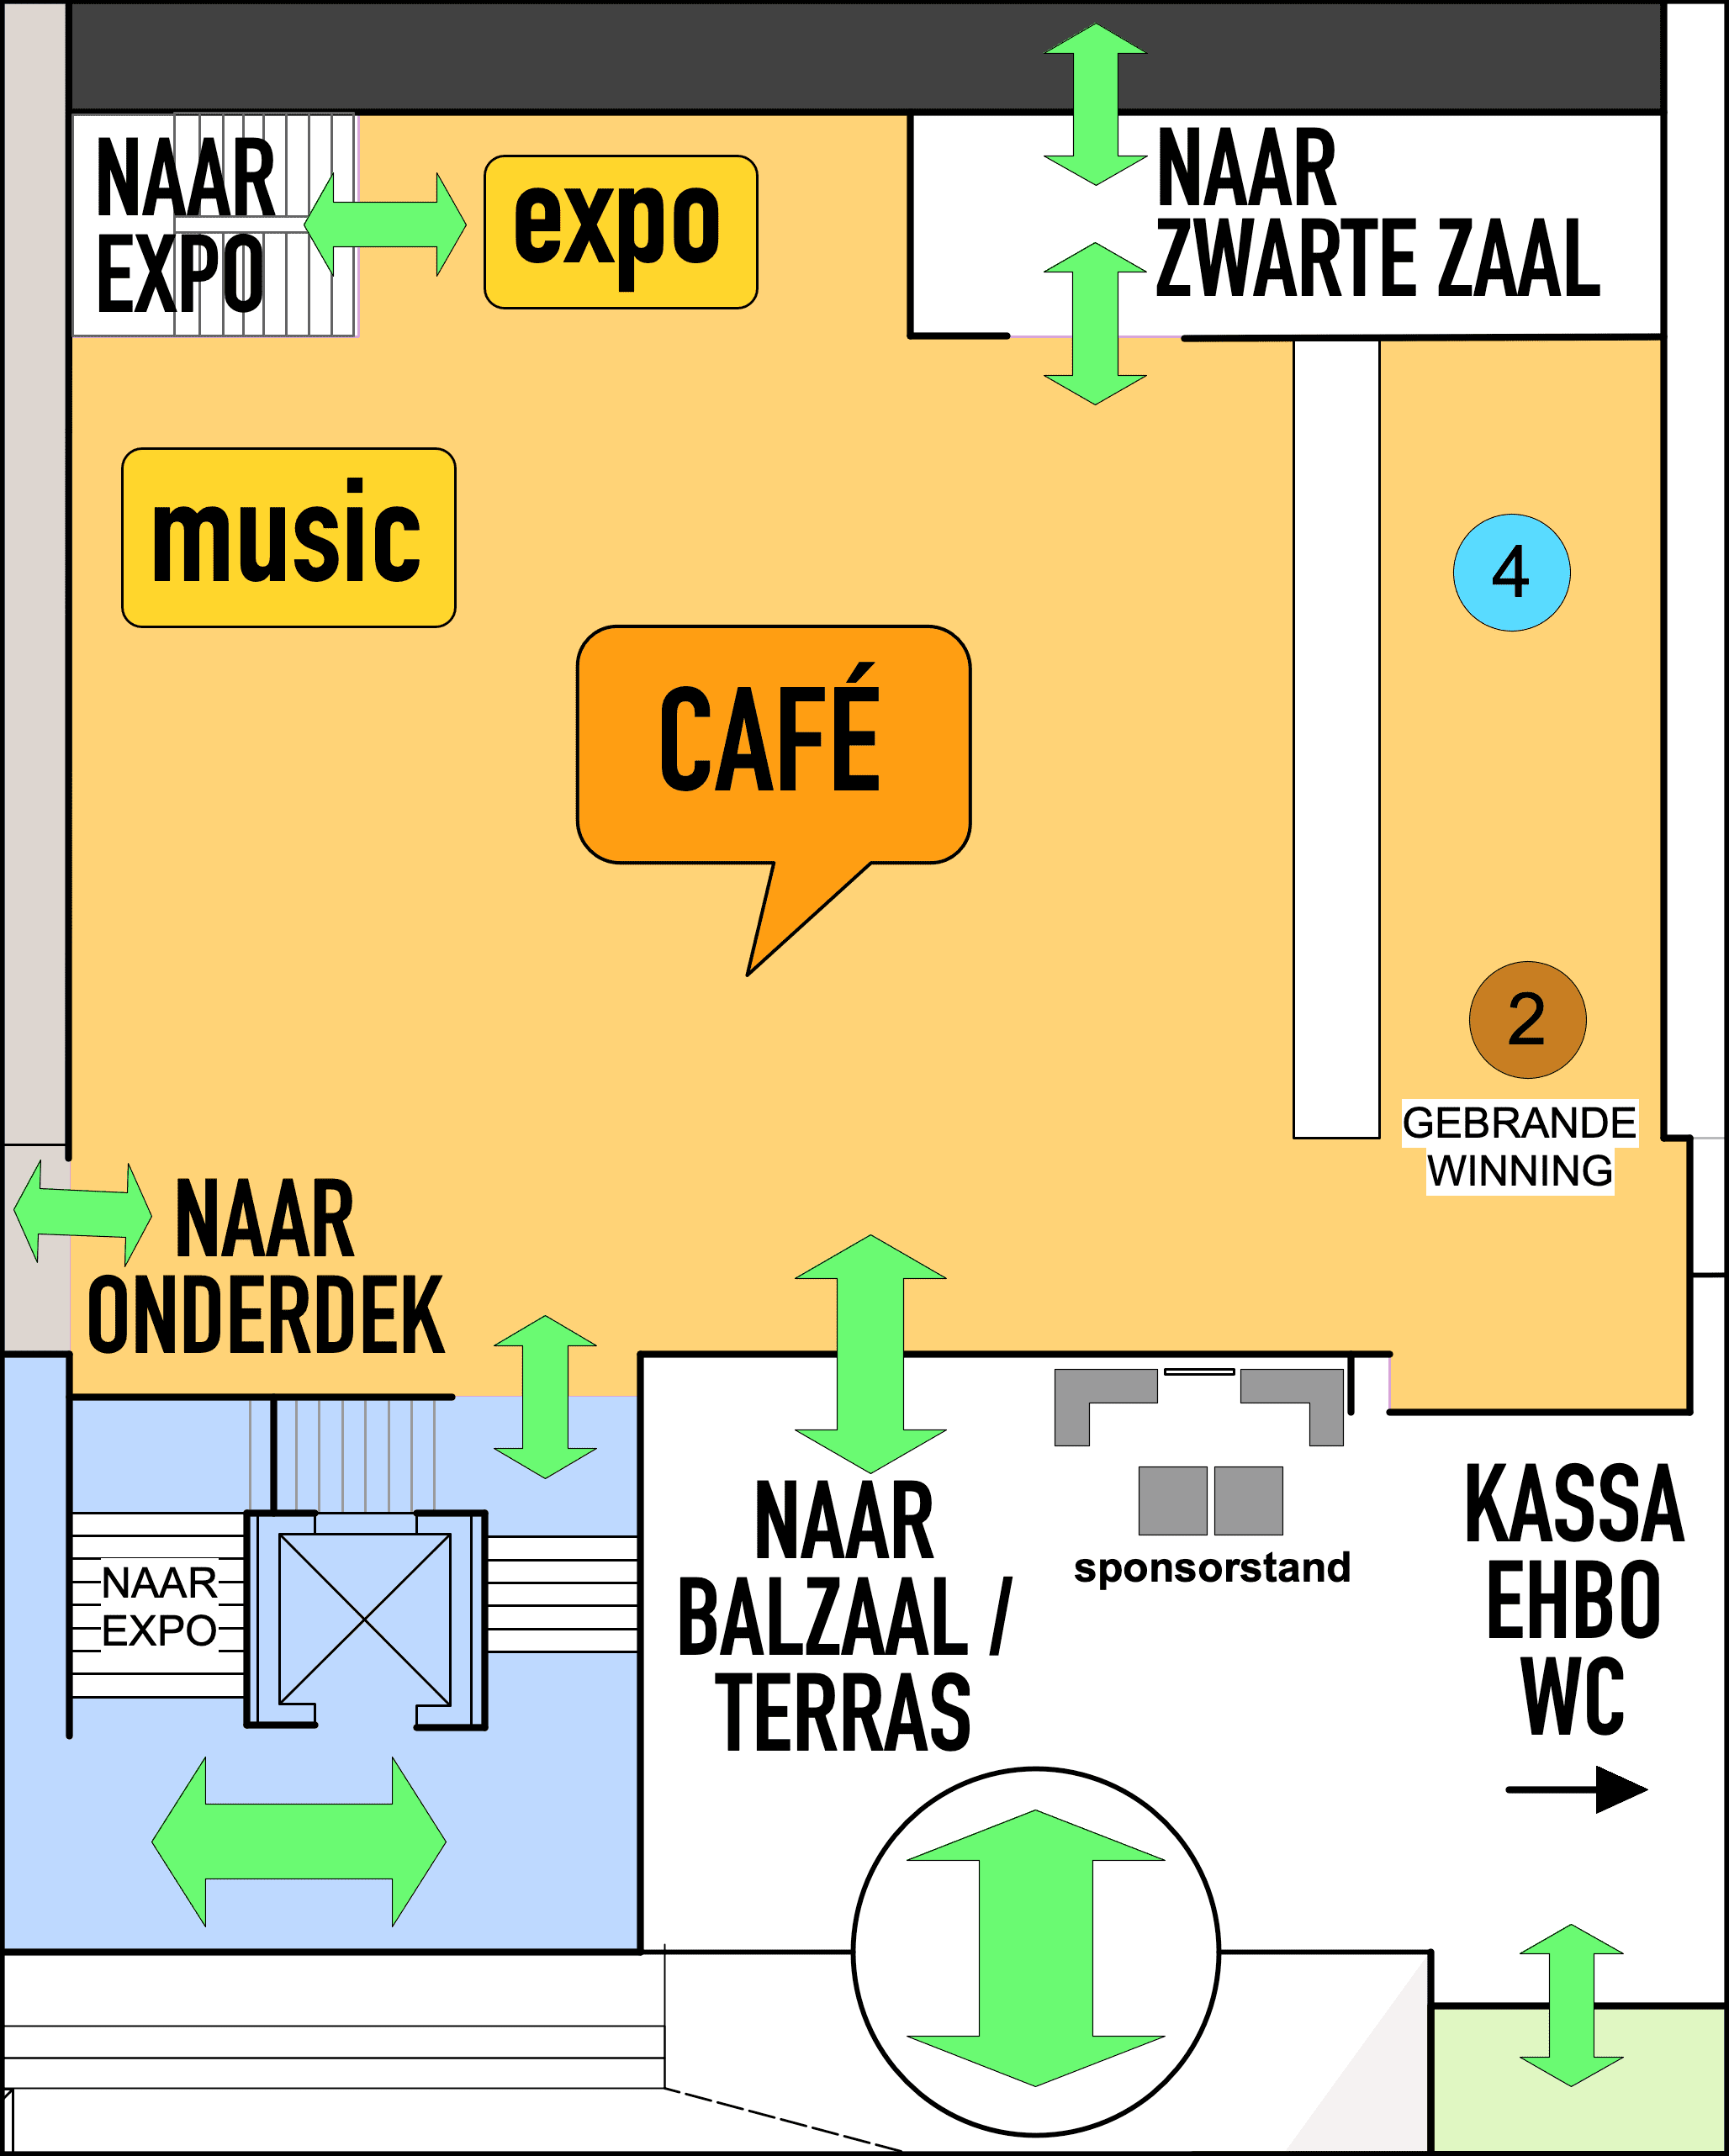 NAAR
EXPO
expo
NAAR
ZWARTE ZAAL
music
4
CAFÉ
2
GEBRANDE
WINNING
NAAR
ONDERDEK
NAAR
BALZAAL /
TERRAS
sponsorstand
KASSA
EHBO
WC
NAAR
EXPO